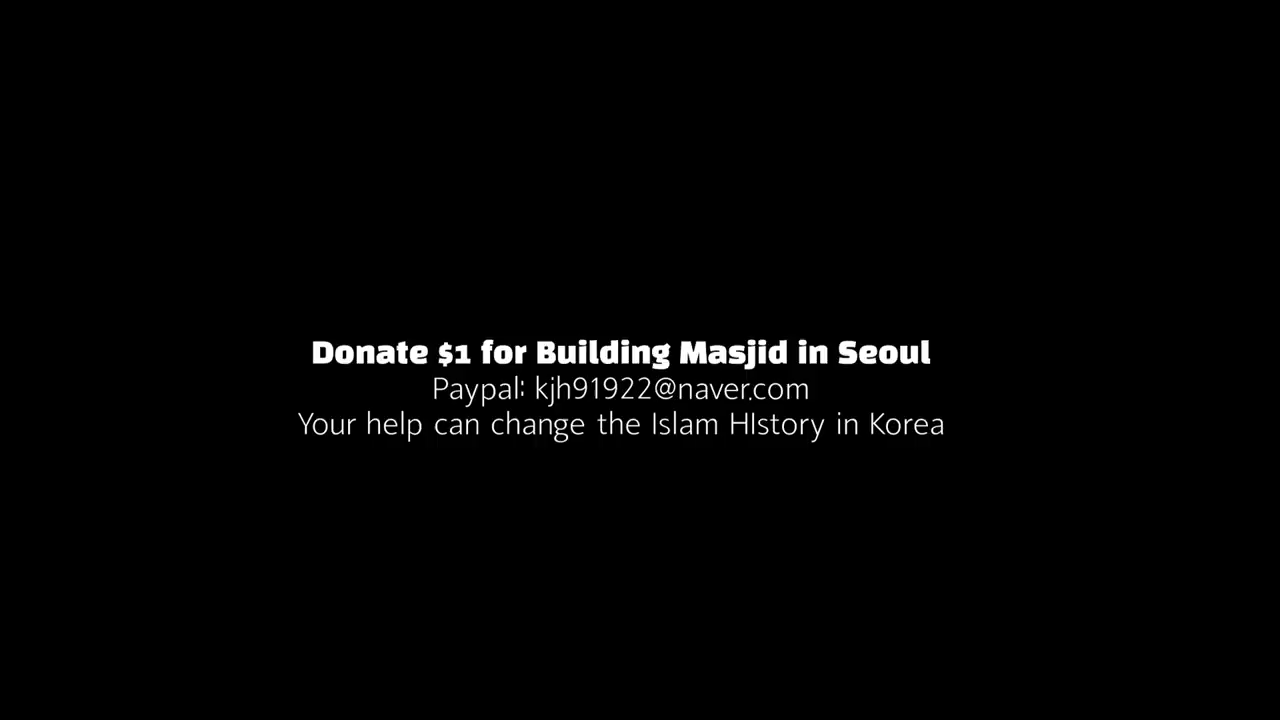 Donate $1 for Building Masjid in Seoul
Paypal: kjh91922@naver.com
Your help can change the Islam HIstory in Korea